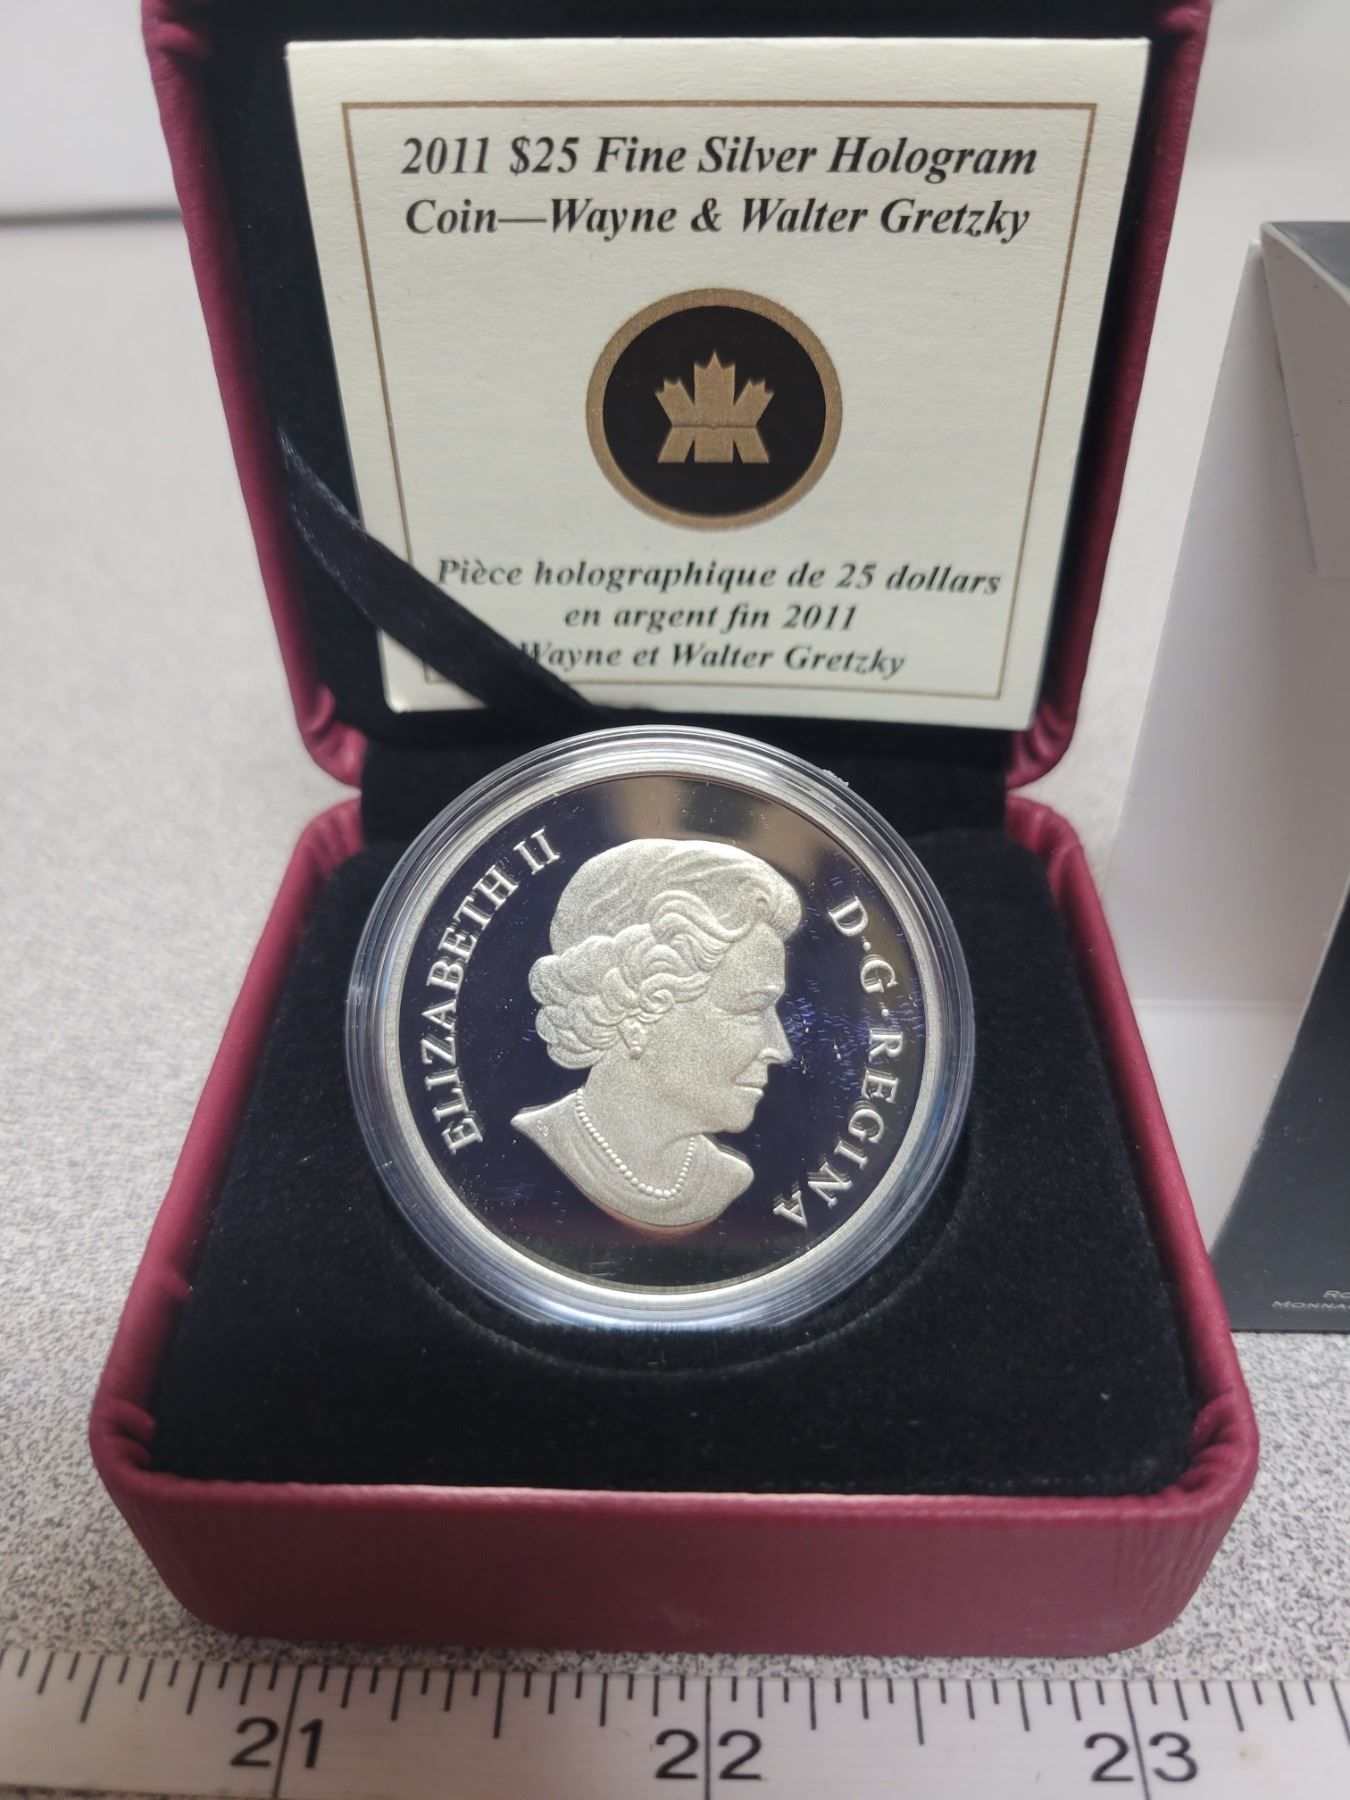 2011 $25 Fine Silver Hologram
Coin—Wayne & Walter Gretzky
Pièce holographique de 25 dollars
en argent fin 2011
Wayne et Walter Gretzky
ELIZABETH II
D·G·REGINA
21
22
23